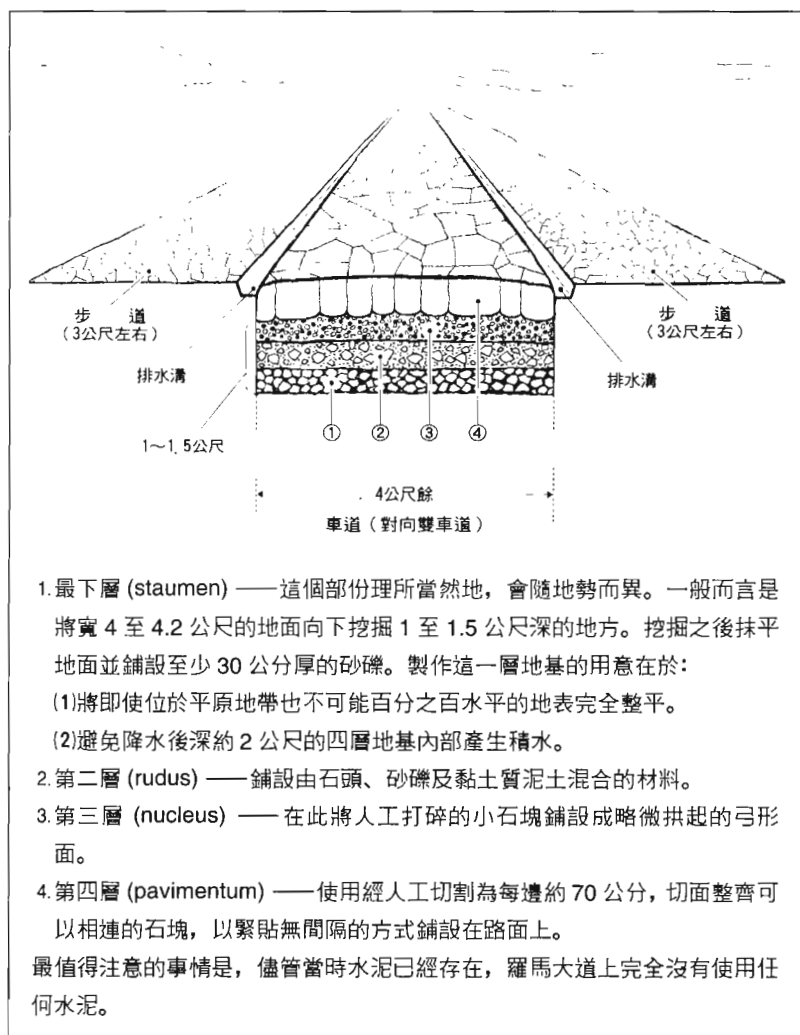 步 道
(3公尺左右)
步 道
(3公尺左右)
排水溝
排水溝
1～1.5公尺
① ② ③ ④
4公尺餘
車道(對向雙車道)
1.最下層 (staumen) ——這個部份理所當然地，會隨地勢而異。一般而言是
將寬 4 至 4.2 公尺的地面向下挖掘 1 至 1.5 公尺深的地方。挖掘之後抹平
地面並鋪設至少 30 公分厚的砂礫。製作這一層地基的用意在於：
(1)將即使位於平原地帶也不可能百分之百水平的地表完全整平。
(2)避免降水後深約 2 公尺的四層地基內部產生積水。
2.第二層 (rudus) ——鋪設由石頭、砂礫及黏土質泥土混合的材料。
3.第三層 (nucleus) ——在此將人工打碎的小石塊鋪設成略微拱起的弓形
面。
4.第四層 (pavimentum) ——使用經人工切割為每邊約 70 公分，切面整齊可
以相連的石塊，以緊貼無間隔的方式鋪設在路面上。
最值得注意的事情是，儘管當時水泥已經存在，羅馬大道上完全沒有使用任
何水泥。